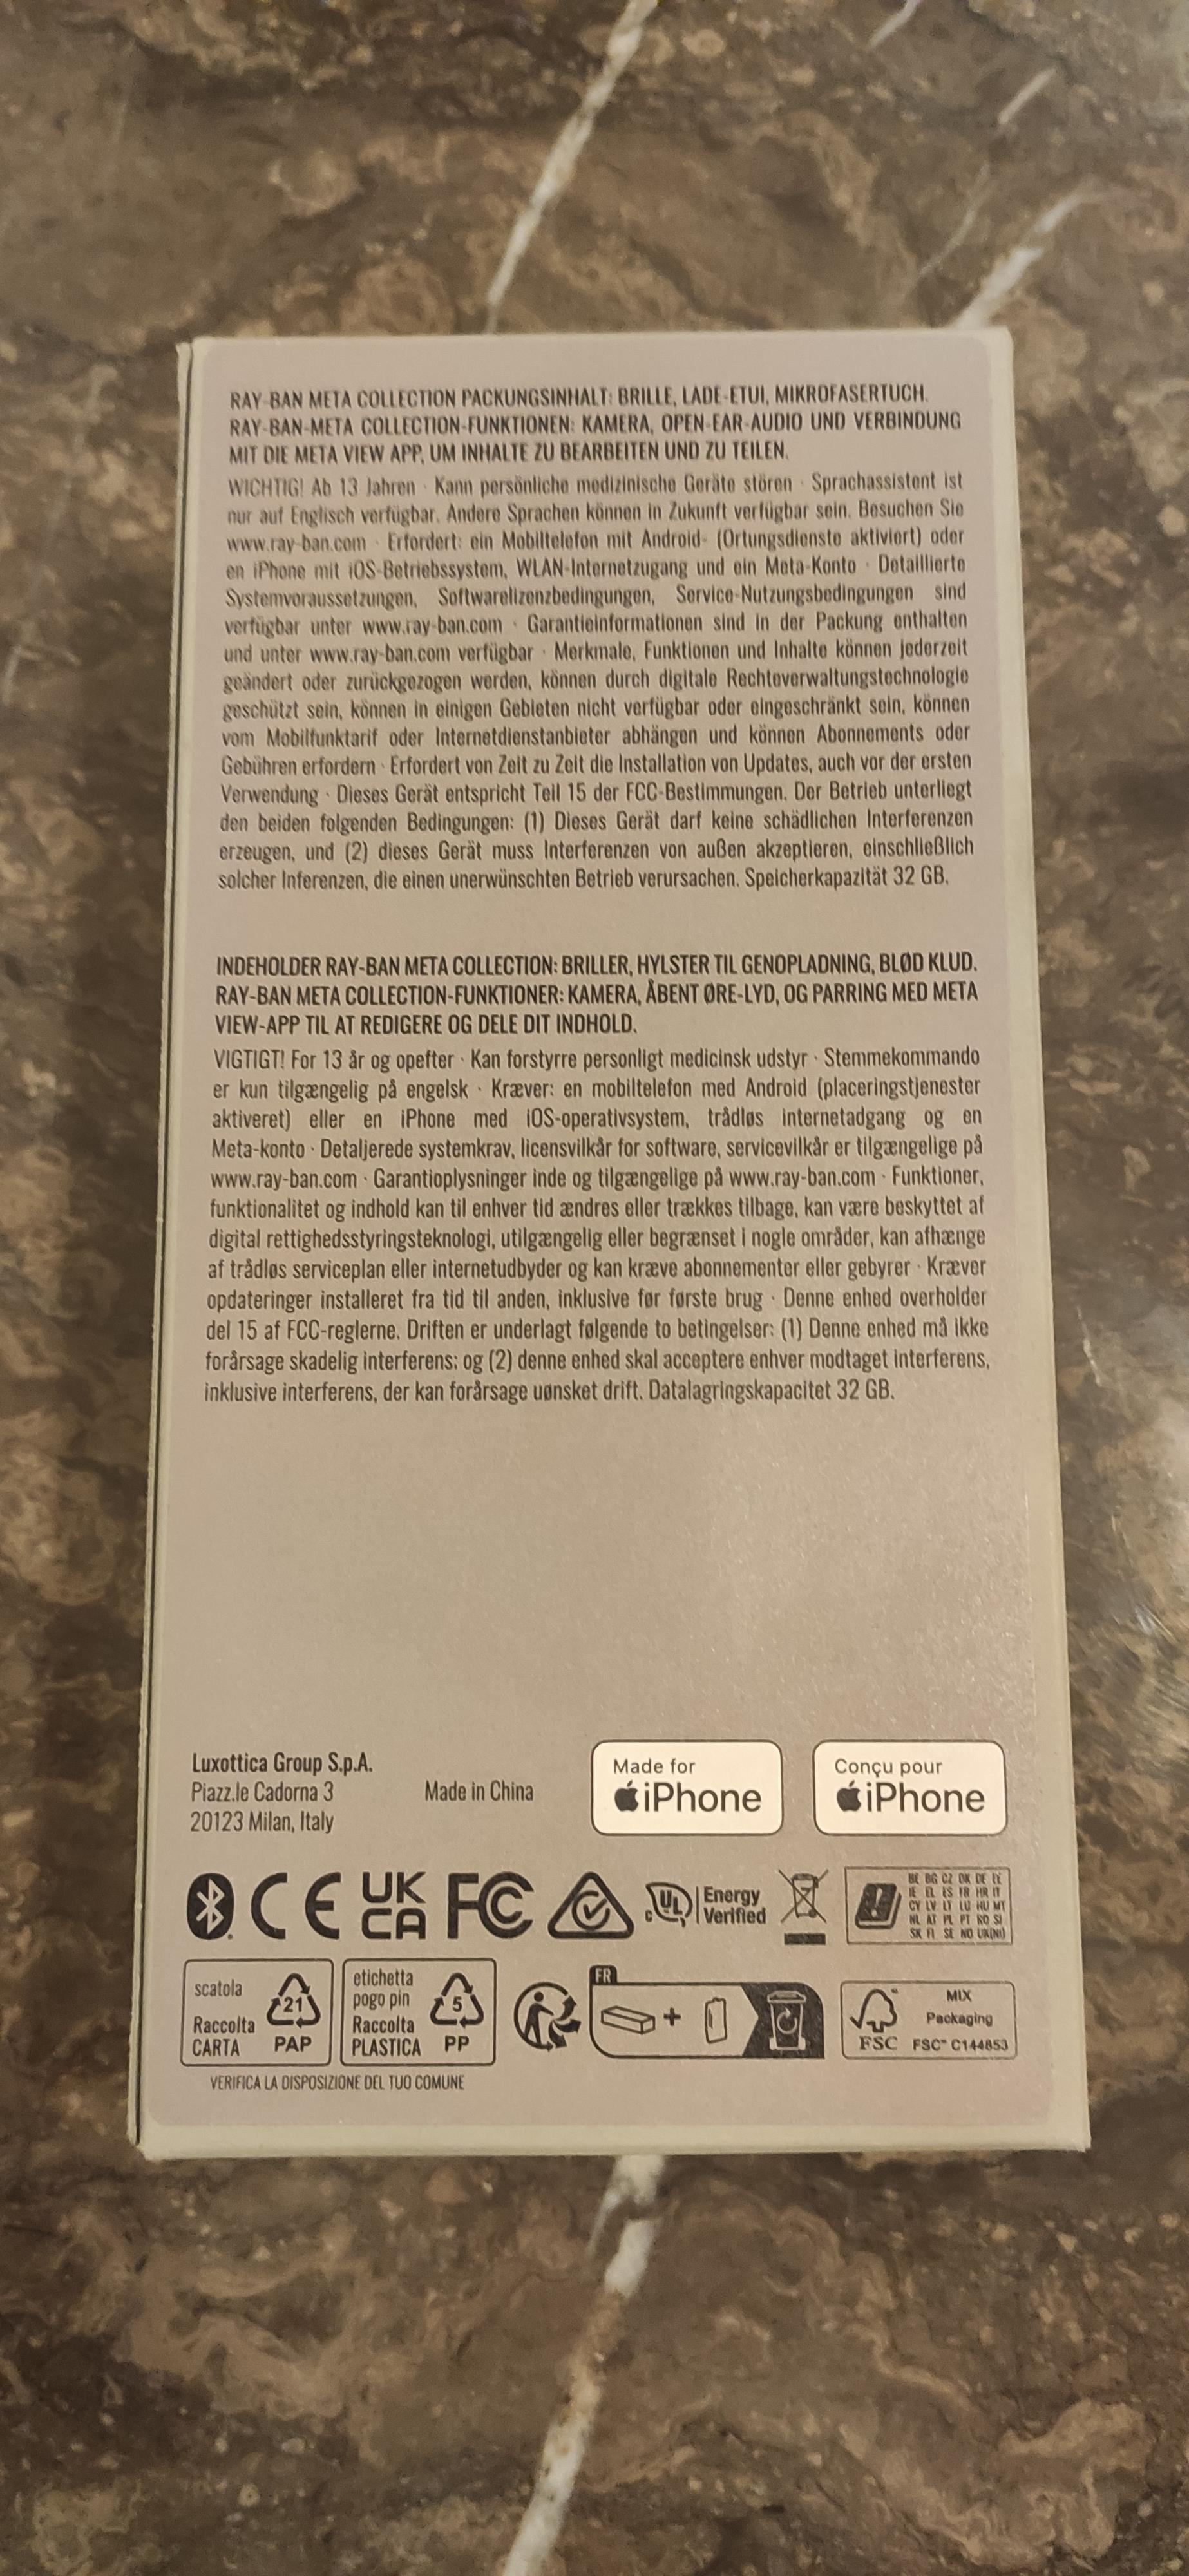 RAY-BAN META COLLECTION PACKUNGSINHALT: BRILLE, LADE-ETUI, MIKROFASERTUCH.
RAY-BAN-META COLLECTION-FUNKTIONEN: KAMERA, OPEN-EAR-AUDIO UND VERBINDUNG
MIT DIE META VIEW APP, UM INHALTE ZU BEARBEITEN UND ZU TEILEN.
WICHTIG! Ab 13 Jahren · Kann persönliche medizinische Geräte stören · Sprachassistent ist
nur auf Englisch verfügbar. Andere Sprachen können in Zukunft verfügbar sein. Besuchen Sie
www.ray-ban.com · Erfordert: ein Mobiltelefon mit Android- (Ortungsdienste aktiviert) oder
en iPhone mit iOS-Betriebssystem, WLAN-Internetzugang und ein Meta-Konto · Detaillierte
Systemvoraussetzungen, Softwarelizenzbedingungen, Service-Nutzungsbedingungen sind
verfügbar unter www.ray-ban.com · Garantieinformationen sind in der Packung enthalten
und unter www.ray-ban.com verfügbar · Merkmale, Funktionen und Inhalte können jederzeit
geändert oder zurückgezogen werden, können durch digitale Rechteverwaltungstechnologie
geschützt sein, können in einigen Gebieten nicht verfügbar oder eingeschränkt sein, können
vom Mobilfunktarif oder Internetdienstanbieter abhängen und können Abonnements oder
Gebühren erfordern · Erfordert von Zeit zu Zeit die Installation von Updates, auch vor der ersten
Verwendung · Dieses Gerät entspricht Teil 15 der FCC-Bestimmungen. Der Betrieb unterliegt
den beiden folgenden Bedingungen: (1) Dieses Gerät darf keine schädlichen Interferenzen
erzeugen, und (2) dieses Gerät muss Interferenzen von außen akzeptieren, einschließlich
solcher Inferenzen, die einen unerwünschten Betrieb verursachen. Speicherkapazität 32 GB.
INDEHOLDER RAY-BAN META COLLECTION: BRILLER, HYLSTER TIL GENOPLADNING, BLØD KLUD.
RAY-BAN META COLLECTION-FUNKTIONER: KAMERA, ÅBENT ØRE-LYD, OG PARRING MED META
VIEW-APP TIL AT REDIGERE OG DELE DIT INDHOLD.
VIGTIGT! For 13 år og opefter · Kan forstyrre personligt medicinsk udstyr · Stemmekommando
er kun tilgængelig på engelsk · Kræver: en mobiltelefon med Android (placeringstjenester
aktiveret) eller en iPhone med iOS-operativsystem, trådløs internetadgang og en
Meta-konto · Detaljerede systemkrav, licensvilkår for software, servicevilkår er tilgængelige på
www.ray-ban.com · Garantioplysninger inde og tilgængelige på www.ray-ban.com · Funktioner,
funktionalitet og indhold kan til enhver tid ændres eller trækkes tilbage, kan være beskyttet af
digital rettighedsstyringsteknologi, utilgængelig eller begrænset i nogle områder, kan afhænge
af trådløs serviceplan eller internetudbyder og kan kræve abonnementer eller gebyrer · Kræver
opdateringer installeret fra tid til anden, inklusive før første brug · Denne enhed overholder
del 15 af FCC-reglerne. Driften er underlagt følgende to betingelser: (1) Denne enhed må ikke
forårsage skadelig interferens; og (2) denne enhed skal acceptere enhver modtaget interferens,
inklusive interferens, der kan forårsage uønsket drift. Datalagringskapacitet 32 GB.
Luxottica Group S.p.A.
Piazz.le Cadorna 3
20123 Milan, Italy
Made in China
Made for
iPhone
Conçu pour
iPhone
CE
UK
CA
FC
c UL
Energy
Verified
BE BG CZ DK DE EE
IE EL ES FR HR IT
CY LV LT LU HU MT
NL AT PL PT RO SI
SK FI SE NO UK(NI)
scatola
Raccolta
CARTA
21
PAP
etichetta
pogo pin
Raccolta
PLASTICA
5
PP
FR
+
FSC
MIX
Packaging
FSC™ C144853
VERIFICA LA DISPOSIZIONE DEL TUO COMUNE